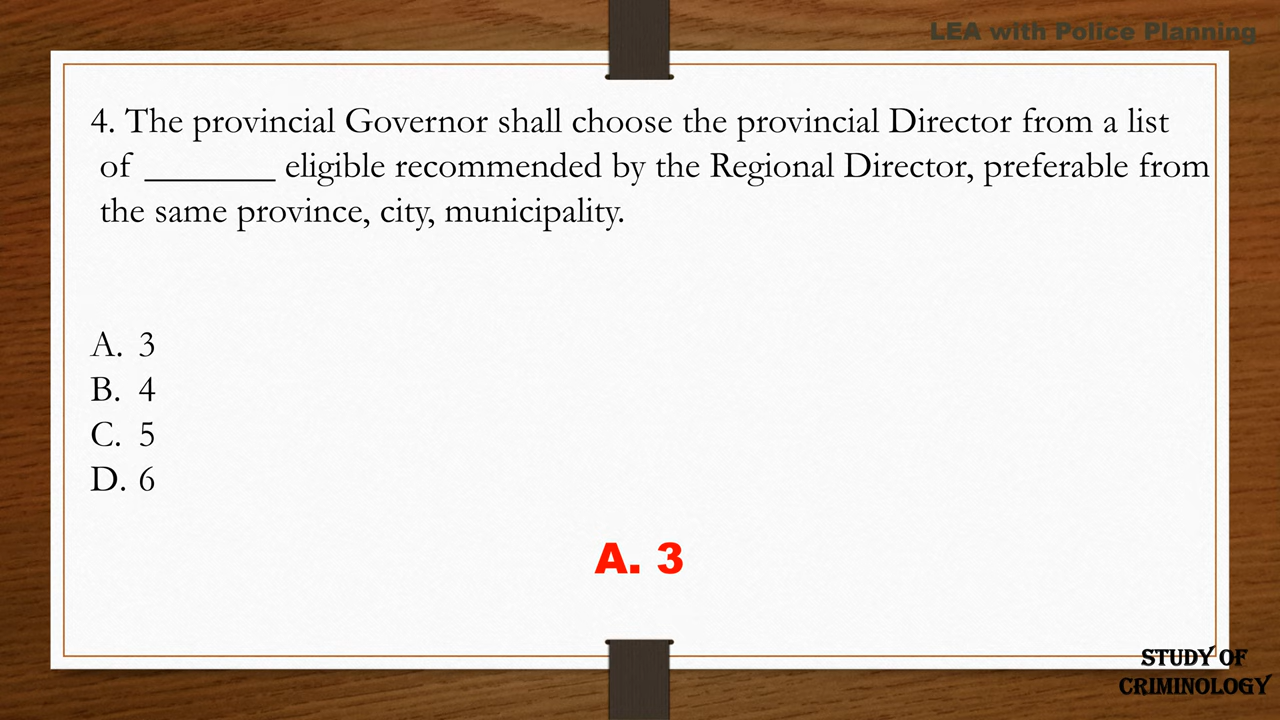 LEA with Police Planning
4. The provincial Governor shall choose the provincial Director from a list
of _______ eligible recommended by the Regional Director, preferable from
the same province, city, municipality.
A. 3
B. 4
C. 5
D. 6
A. 3
STUDY OF
CRIMINOLOGY